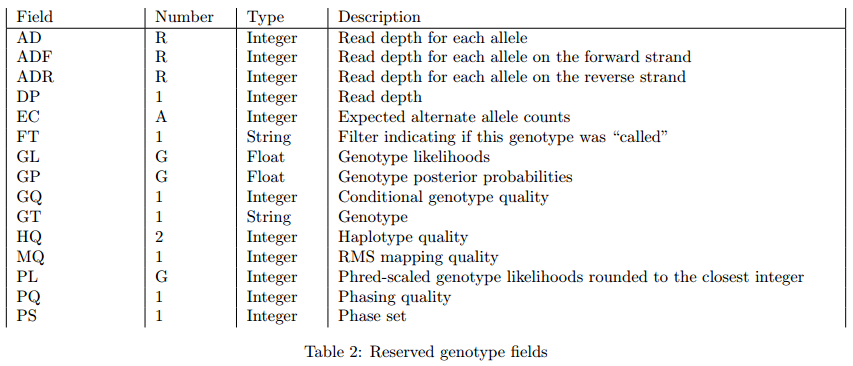 Field Number Type Description
AD R Integer Read depth for each allele
ADF R Integer Read depth for each allele on the forward strand
ADR R Integer Read depth for each allele on the reverse strand
DP 1 Integer Read depth
EC A Integer Expected alternate allele counts
FT 1 String Filter indicating if this genotype was “called”
GL G Float Genotype likelihoods
GP G Float Genotype posterior probabilities
GQ 1 Integer Conditional genotype quality
GT 1 String Genotype
HQ 2 Integer Haplotype quality
MQ 1 Integer RMS mapping quality
PL G Integer Phred-scaled genotype likelihoods rounded to the closest integer
PQ 1 Integer Phasing quality
PS 1 Integer Phase set
Table 2: Reserved genotype fields